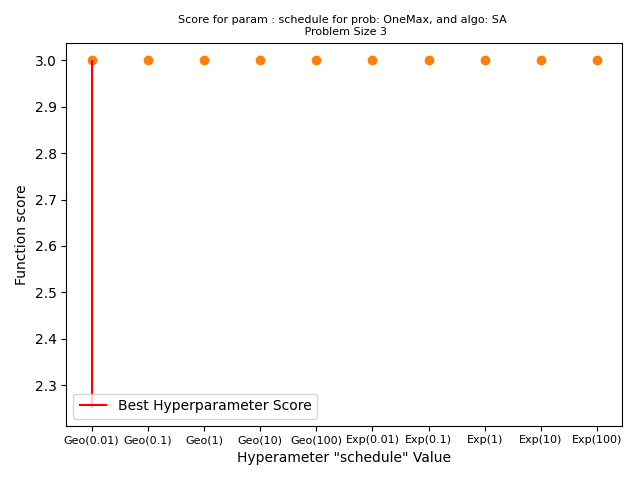 Score for param : schedule for prob: OneMax, and algo: SA
Problem Size 3
Function score
3.0
2.9
2.8
2.7
2.6
2.5
2.4
2.3
Best Hyperparameter Score
Geo(0.01) Geo(0.1) Geo(1) Geo(10) Geo(100) Exp(0.01) Exp(0.1) Exp(1) Exp(10) Exp(100)
Hyperameter "schedule" Value